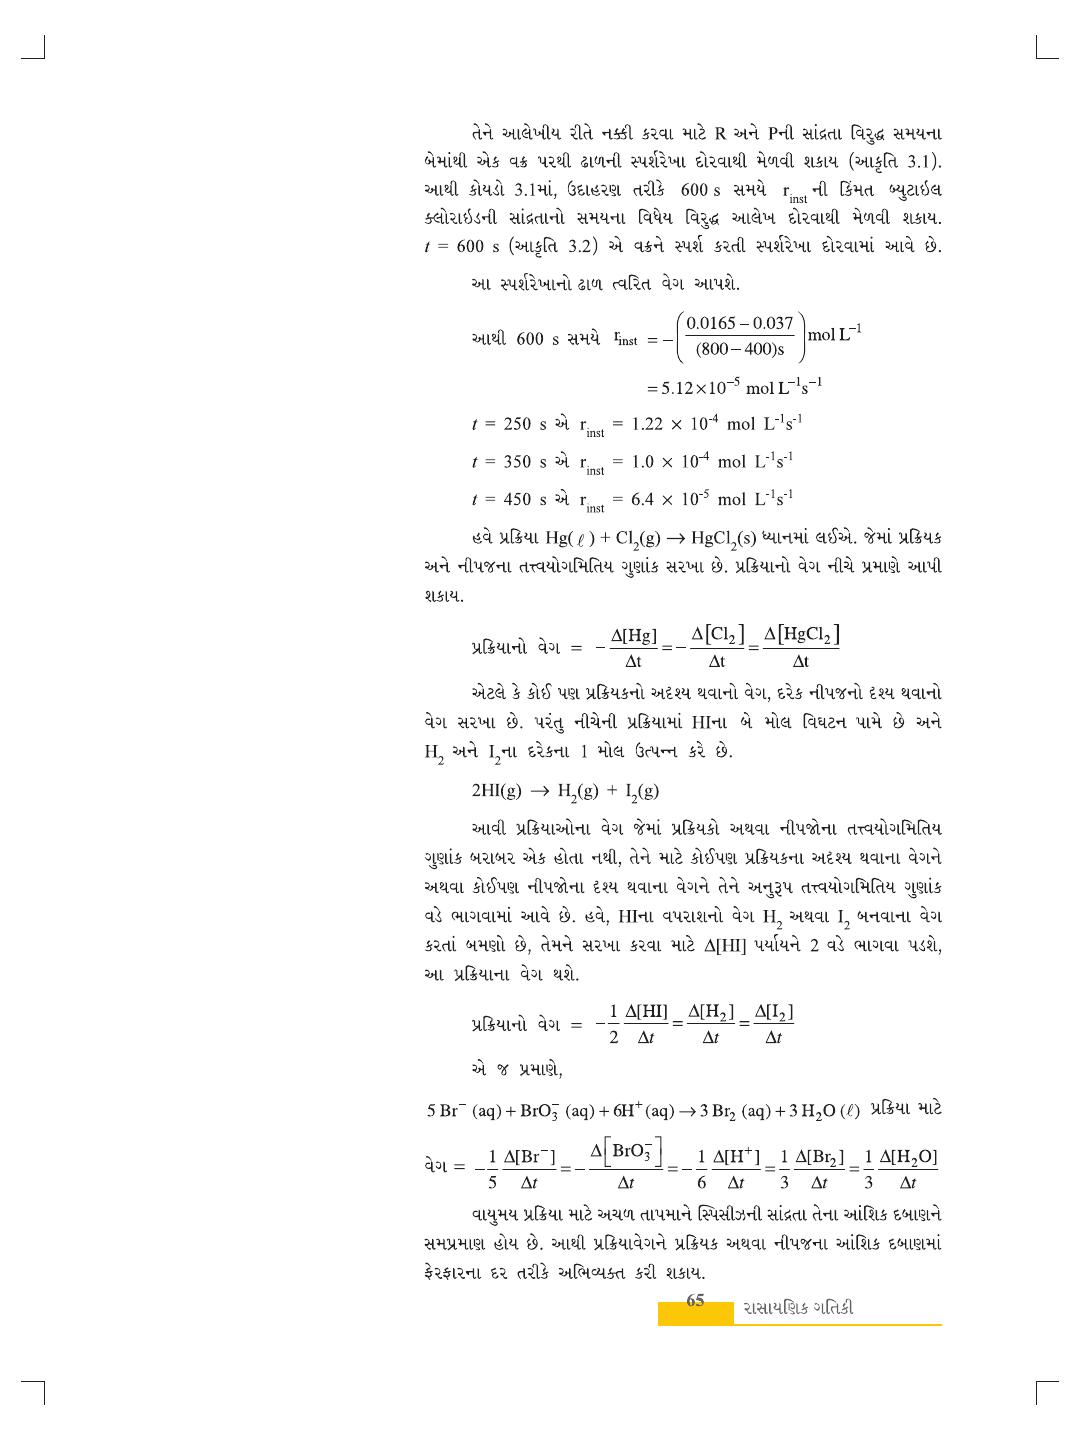 તેને આલેખીય રીતે નક્કી કરવા માટે R અને Pની સાંદ્રતા વિરુદ્ધ સમયના
બેમાંથી એક વક્ર પરથી ઢાળની સ્પર્શરેખા દોરવાથી મેળવી શકાય (આકૃતિ 3.1).
આથી કોયડો 3.1માં, ઉદાહરણ તરીકે 600 s સમયે r_inst ની કિંમત બ્યુટાઇલ
ક્લોરાઇડની સાંદ્રતાનો સમયના વિધેય વિરુદ્ધ આલેખ દોરવાથી મેળવી શકાય.
t = 600 s (આકૃતિ 3.2) એ વક્રને સ્પર્શ કરતી સ્પર્શરેખા દોરવામાં આવે છે.
આ સ્પર્શરેખાનો ઢાળ ત્વરિત વેગ આપશે.
આથી 600 s સમયે r_inst = −((0.0165 − 0.037)/((800 − 400)s)) mol L⁻¹
= 5.12 × 10⁻⁵ mol L⁻¹s⁻¹
t = 250 s એ r_inst = 1.22 × 10⁻⁴ mol L⁻¹s⁻¹
t = 350 s એ r_inst = 1.0 × 10⁻⁴ mol L⁻¹s⁻¹
t = 450 s એ r_inst = 6.4 × 10⁻⁵ mol L⁻¹s⁻¹
હવે પ્રક્રિયા Hg(ℓ) + Cl₂(g) → HgCl₂(s) ધ્યાનમાં લઈએ. જેમાં પ્રક્રિયક
અને નીપજના તત્ત્વયોગમિતિય ગુણાંક સરખા છે. પ્રક્રિયાનો વેગ નીચે પ્રમાણે આપી
શકાય.
પ્રક્રિયાનો વેગ = −Δ[Hg]/Δt = −Δ[Cl₂]/Δt = Δ[HgCl₂]/Δt
એટલે કે કોઈ પણ પ્રક્રિયકનો અદૃશ્ય થવાનો વેગ, દરેક નીપજનો દૃશ્ય થવાનો
વેગ સરખા છે. પરંતુ નીચેની પ્રક્રિયામાં HIના બે મોલ વિઘટન પામે છે અને
H₂ અને I₂ના દરેકના 1 મોલ ઉત્પન્ન કરે છે.
2HI(g) → H₂(g) + I₂(g)
આવી પ્રક્રિયાઓના વેગ જેમાં પ્રક્રિયકો અથવા નીપજોના તત્ત્વયોગમિતિય
ગુણાંક બરાબર એક હોતા નથી, તેને માટે કોઈપણ પ્રક્રિયકના અદૃશ્ય થવાના વેગને
અથવા કોઈપણ નીપજોના દૃશ્ય થવાના વેગને તેને અનુરૂપ તત્ત્વયોગમિતિય ગુણાંક
વડે ભાગવામાં આવે છે. હવે, HIના વપરાશનો વેગ H₂ અથવા I₂ બનવાના વેગ
કરતાં બમણો છે, તેમને સરખા કરવા માટે Δ[HI] પર્યાયને 2 વડે ભાગવા પડશે,
આ પ્રક્રિયાના વેગ થશે.
પ્રક્રિયાનો વેગ = −1/2 Δ[HI]/Δt = Δ[H₂]/Δt = Δ[I₂]/Δt
એ જ પ્રમાણે,
5 Br⁻ (aq) + BrO₃⁻ (aq) + 6H⁺(aq) → 3 Br₂ (aq) + 3 H₂O (ℓ) પ્રક્રિયા માટે
વેગ = −1/5 Δ[Br⁻]/Δt = −Δ[BrO₃⁻]/Δt = −1/6 Δ[H⁺]/Δt = 1/3 Δ[Br₂]/Δt = 1/3 Δ[H₂O]/Δt
વાયુમય પ્રક્રિયા માટે અચળ તાપમાને સ્પિસીઝની સાંદ્રતા તેના આંશિક દબાણને
સમપ્રમાણ હોય છે. આથી પ્રક્રિયાવેગને પ્રક્રિયક અથવા નીપજના આંશિક દબાણમાં
ફેરફારના દર તરીકે અભિવ્યક્ત કરી શકાય.
65 રાસાયણિક ગતિકી